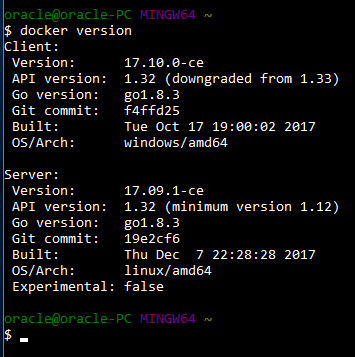 oracle@oracle-PC MINGW64 ~
$ docker version
Client:
 Version:      17.10.0-ce
 API version:  1.32 (downgraded from 1.33)
 Go version:   go1.8.3
 Git commit:   f4ffd25
 Built:        Tue Oct 17 19:00:02 2017
 OS/Arch:      windows/amd64

Server:
 Version:      17.09.1-ce
 API version:  1.32 (minimum version 1.12)
 Go version:   go1.8.3
 Git commit:   19e2cf6
 Built:        Thu Dec  7 22:28:28 2017
 OS/Arch:      linux/amd64
 Experimental: false

oracle@oracle-PC MINGW64 ~
$